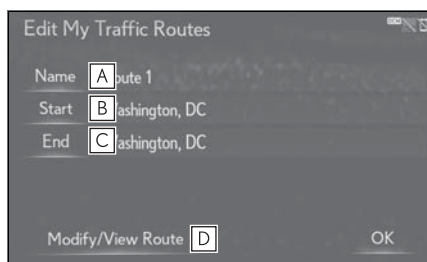 Edit My Traffic Routes
Name A oute 1
Start B ashington, DC
End C ashington, DC
Modify/View Route D
OK